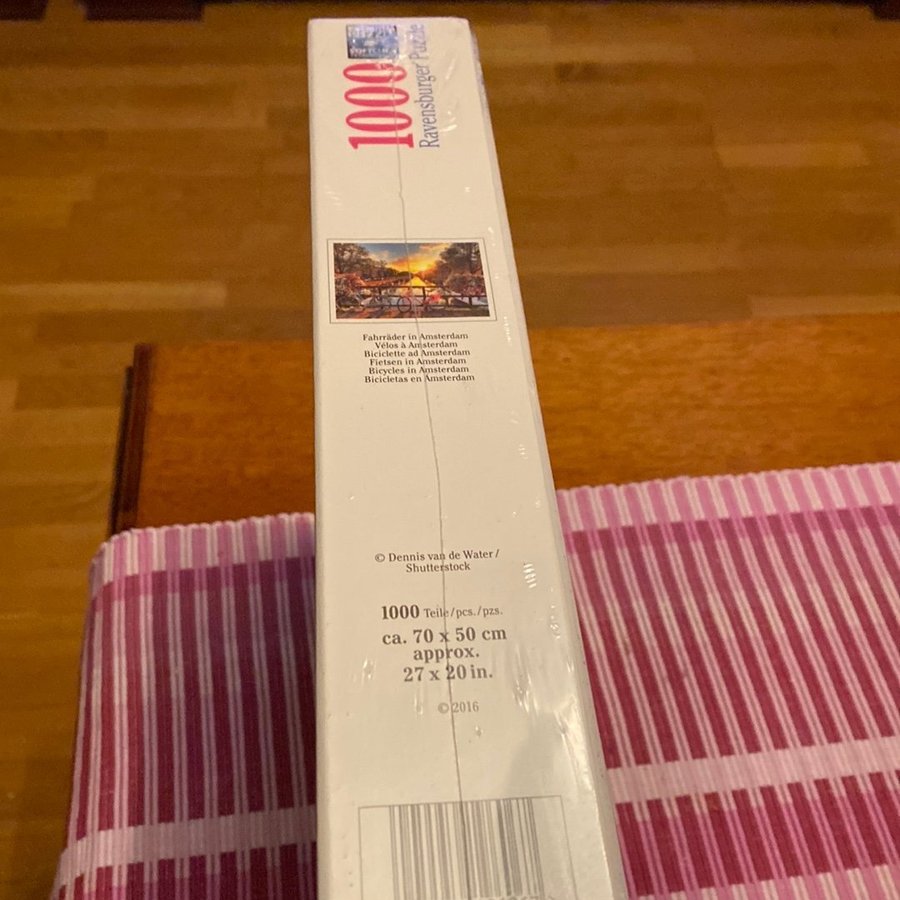 1000
Ravensburger Puzzle
Fahrräder in Amsterdam
Vélos à Amsterdam
Biciclette ad Amsterdam
Fietsen in Amsterdam
Bicycles in Amsterdam
Bicicletas en Amsterdam
© Dennis van de Water /
Shutterstock
1000 Teile/pcs./pzs.
ca. 70 x 50 cm
approx.
27 x 20 in.
© 2016